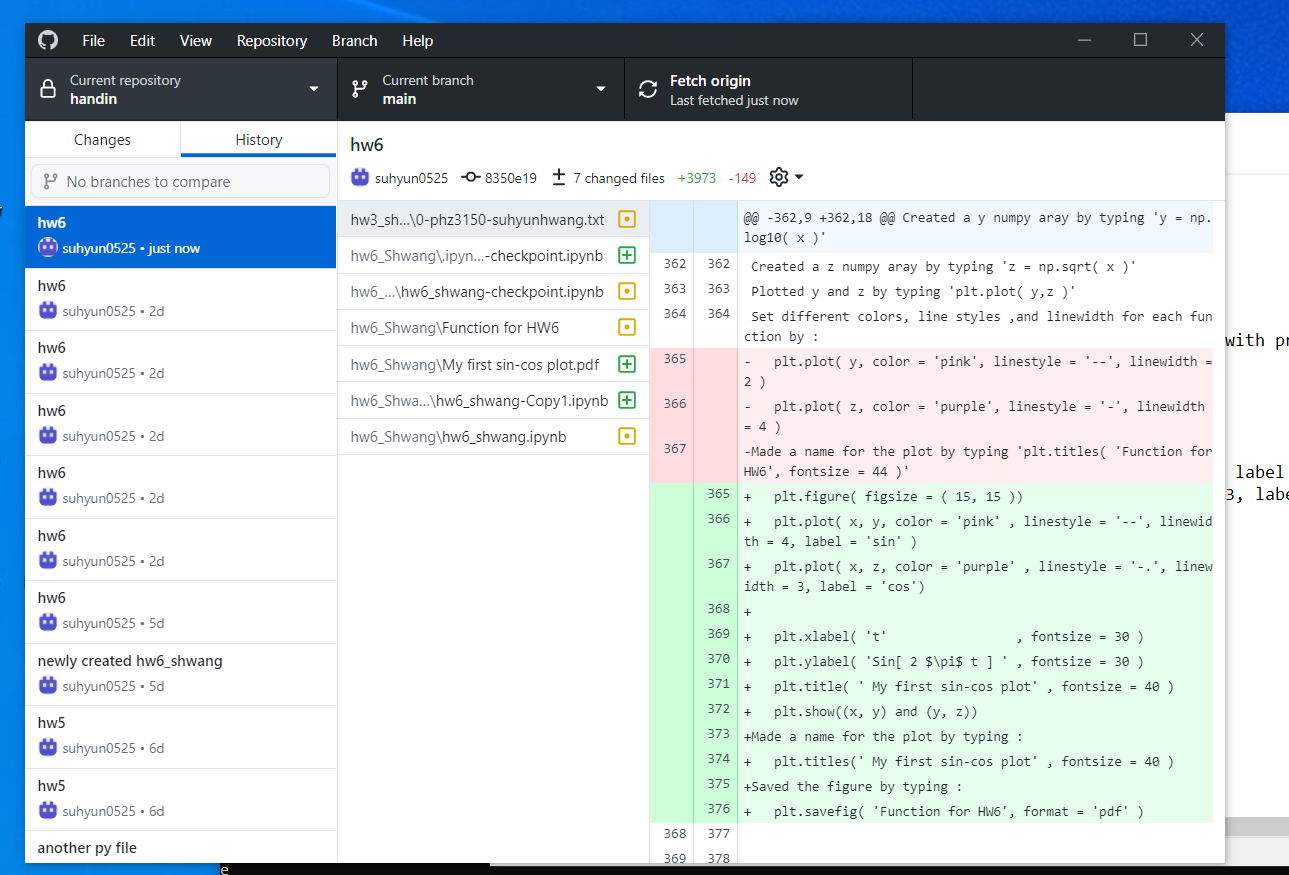 File Edit View Repository Branch Help
Current repository
handin
Current branch
main
Fetch origin
Last fetched just now
Changes
History
No branches to compare
hw6
suhyun0525 • just now
hw6
suhyun0525 • 2d
hw6
suhyun0525 • 2d
hw6
suhyun0525 • 2d
hw6
suhyun0525 • 2d
hw6
suhyun0525 • 2d
hw6
suhyun0525 • 5d
newly created hw6_shwang
suhyun0525 • 5d
hw5
suhyun0525 • 6d
hw5
suhyun0525 • 6d
another py file
hw6
suhyun0525 8350e19 7 changed files +3973 -149
hw3_sh...\0-phz3150-suhyunhwang.txt
hw6_Shwang\.ipyn...-checkpoint.ipynb
hw6_...\hw6_shwang-checkpoint.ipynb
hw6_Shwang\Function for HW6
hw6_Shwang\My first sin-cos plot.pdf
hw6_Shwa...\hw6_shwang-Copy1.ipynb
hw6_Shwang\hw6_shwang.ipynb
@@ -362,9 +362,18 @@ Created a y numpy aray by typing 'y = np.
log10( x )'
362 362 Created a z numpy aray by typing 'z = np.sqrt( x )'
363 363 Plotted y and z by typing 'plt.plot( y,z )'
364 364 Set different colors, line styles ,and linewidth for each fun
ction by :
365 - plt.plot( y, color = 'pink', linestyle = '--', linewidth =
2 )
366 - plt.plot( z, color = 'purple', linestyle = '-', linewidth
= 4 )
367 -Made a name for the plot by typing 'plt.titles( 'Function for
HW6', fontsize = 44 )'
365 + plt.figure( figsize = ( 15, 15 ))
366 + plt.plot( x, y, color = 'pink' , linestyle = '--', linewid
th = 4, label = 'sin' )
367 + plt.plot( x, z, color = 'purple' , linestyle = '-.', linew
idth = 3, label = 'cos')
368 +
369 + plt.xlabel( 't' , fontsize = 30 )
370 + plt.ylabel( 'Sin[ 2 $\pi$ t ] ' , fontsize = 30 )
371 + plt.title( ' My first sin-cos plot' , fontsize = 40 )
372 + plt.show((x, y) and (y, z))
373 +Made a name for the plot by typing :
374 + plt.titles(' My first sin-cos plot' , fontsize = 40 )
375 +Saved the figure by typing :
376 + plt.savefig( 'Function for HW6', format = 'pdf' )
368 377
369 378
with pr
label
3, labe
e